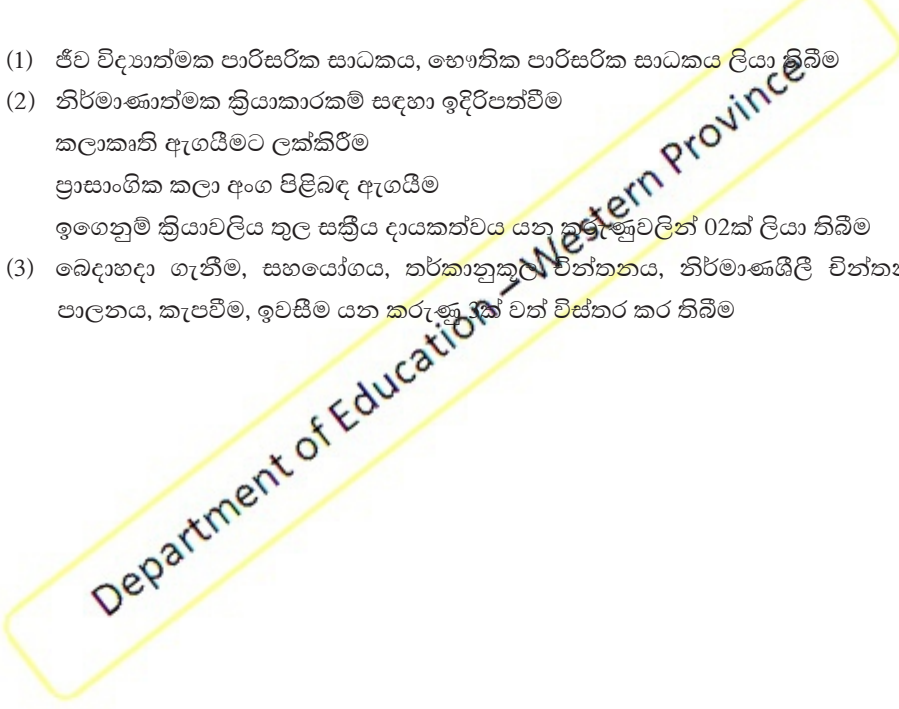 (1) ජීව විද්‍යාත්මක පාරිසරික සාධකය, භෞතික පාරිසරික සාධකය ලියා තිබීම
(2) නිර්මාණාත්මක ක්‍රියාකාරකම් සඳහා ඉදිරිපත්වීම
කලාකෘති ඇගයීමට ලක්කිරීම
ප්‍රාසාංගික කලා අංග පිළිබඳ ඇගයීම
ඉගෙනුම් ක්‍රියාවලිය තුල සක්‍රීය දායකත්වය යන කරුණුවලින් 02ක් ලියා තිබීම
(3) බෙදාහදා ගැනීම, සහයෝගය, තර්කානුකූල චින්තනය, නිර්මාණශීලී
පාලනය, කැපවීම, ඉවසීම යන කරුණු 3ක් වත් විස්තර කර තිබීම
Department of Education – Western Province